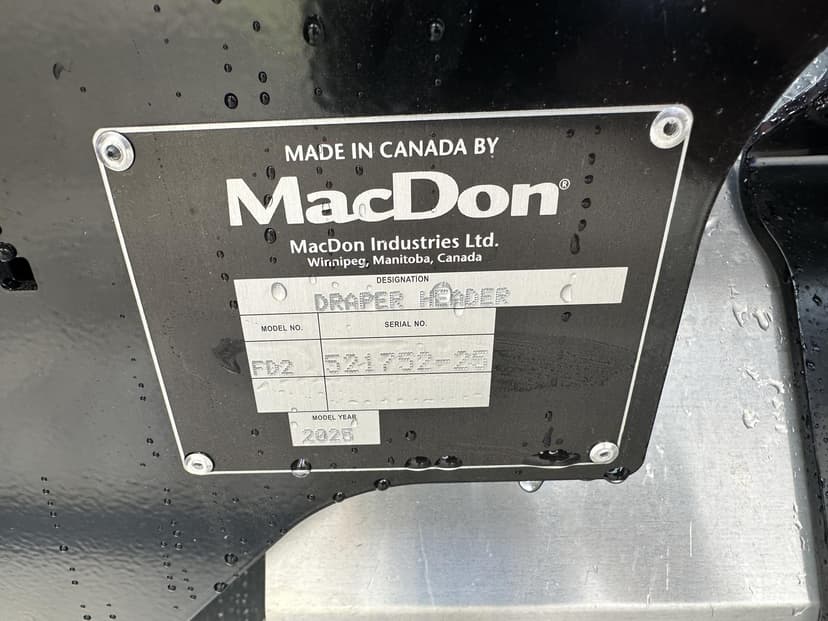 MADE IN CANADA BY
MacDon®
MacDon Industries Ltd.
Winnipeg, Manitoba, Canada
DESIGNATION
DRAPER HEADER
MODEL NO. SERIAL NO.
FD2 521752-25
MODEL YEAR
2025